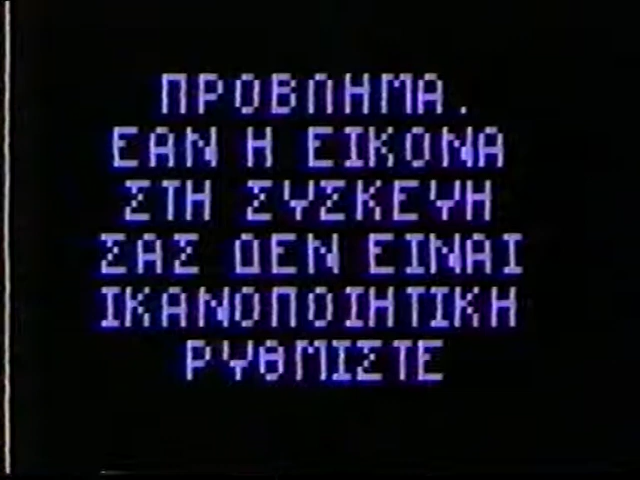 ΠΡΟΒΛΗΜΑ.
ΕΑΝ Η ΕΙΚΟΝΑ
ΣΤΗ ΣΥΣΚΕΥΗ
ΣΑΣ ΔΕΝ ΕΙΝΑΙ
ΙΚΑΝΟΠΟΙΗΤΙΚΗ
ΡΥΘΜΙΣΤΕ